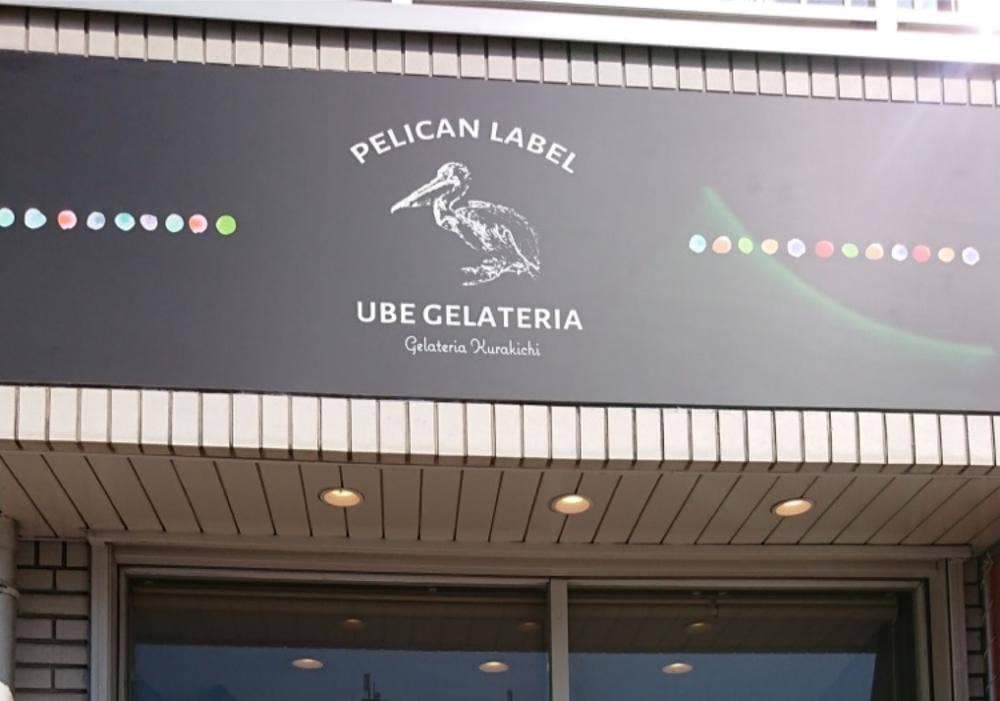 PELICAN LABEL
UBE GELATERIA
Gelateria Kurakichi